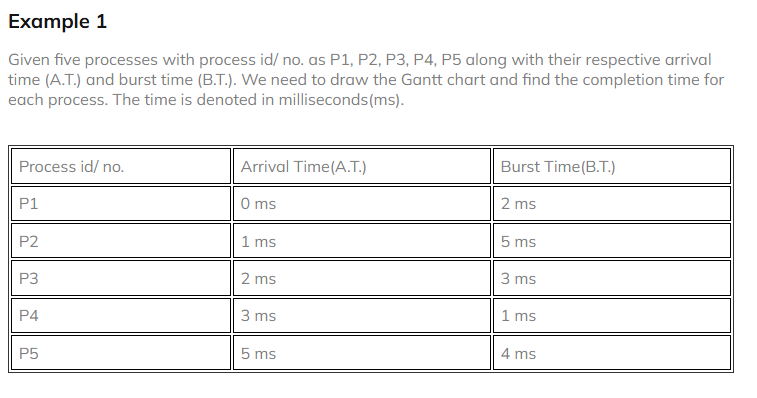 Example 1
Given five processes with process id/ no. as P1, P2, P3, P4, P5 along with their respective arrival
time (A.T.) and burst time (B.T.). We need to draw the Gantt chart and find the completion time for
each process. The time is denoted in milliseconds(ms).
Process id/ no. Arrival Time(A.T.) Burst Time(B.T.)
P1 0 ms 2 ms
P2 1 ms 5 ms
P3 2 ms 3 ms
P4 3 ms 1 ms
P5 5 ms 4 ms